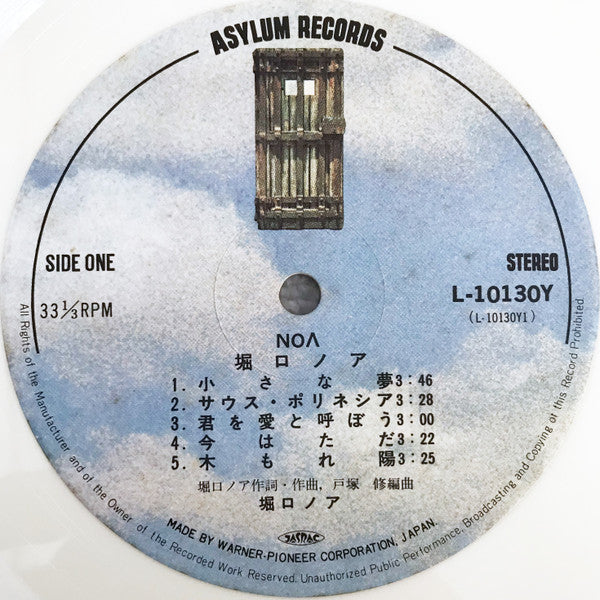 ASYLUM RECORDS
SIDE ONE
STEREO
33 1/3 RPM
L-10130Y
(L-10130Y1)
NOΛ
堀口ノア
1. 小さな夢 3:46
2. サウス・ポリネシア 3:28
3. 君を愛と呼ぼう 3:00
4. 今はただ 3:22
5. 木もれ陽 3:25
堀口ノア作詞・作曲, 戸塚 修編曲
堀口ノア
JASRAC
MADE BY WARNER-PIONEER CORPORATION, JAPAN.
All Rights of the Manufacturer and of the Owner of the Recorded Work Reserved. Unauthorized Public Performance, Broadcasting and Copying of this Record Prohibited.